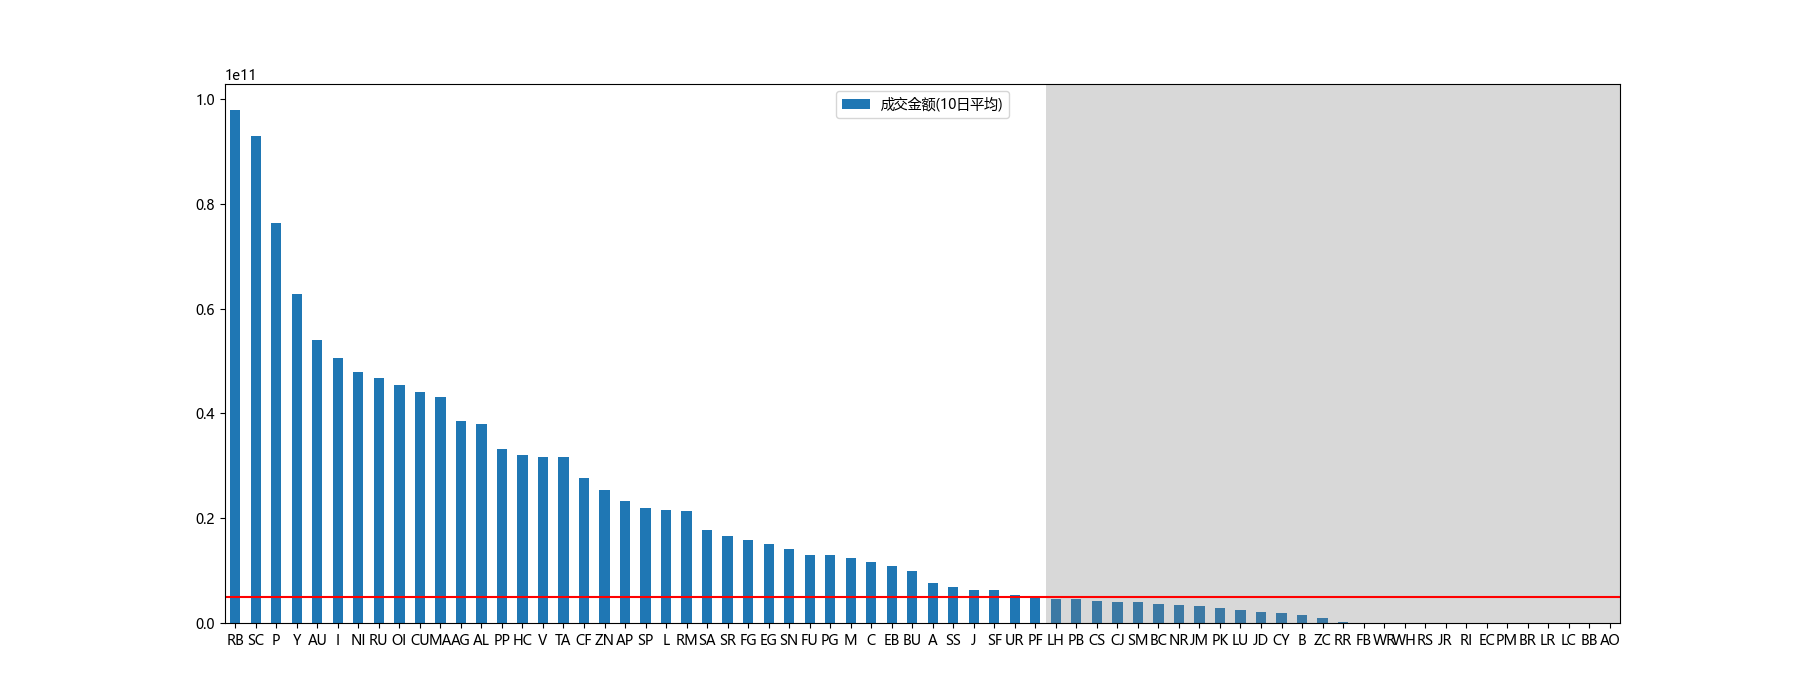 1e11
成交金额(10日平均)
1.0
0.8
0.6
0.4
0.2
0.0
RB SC P Y AU I NI RU OI CU MA AG AL PP HC V TA CF ZN AP SP L RM SA SR FG EG SN FU PG M C EB BU A SS J SF UR PF LH PB CS CJ SM BC NR JM PK LU JD CY B ZC RR FB WR WH RS JR RI EC PM BR LR LC BB AO